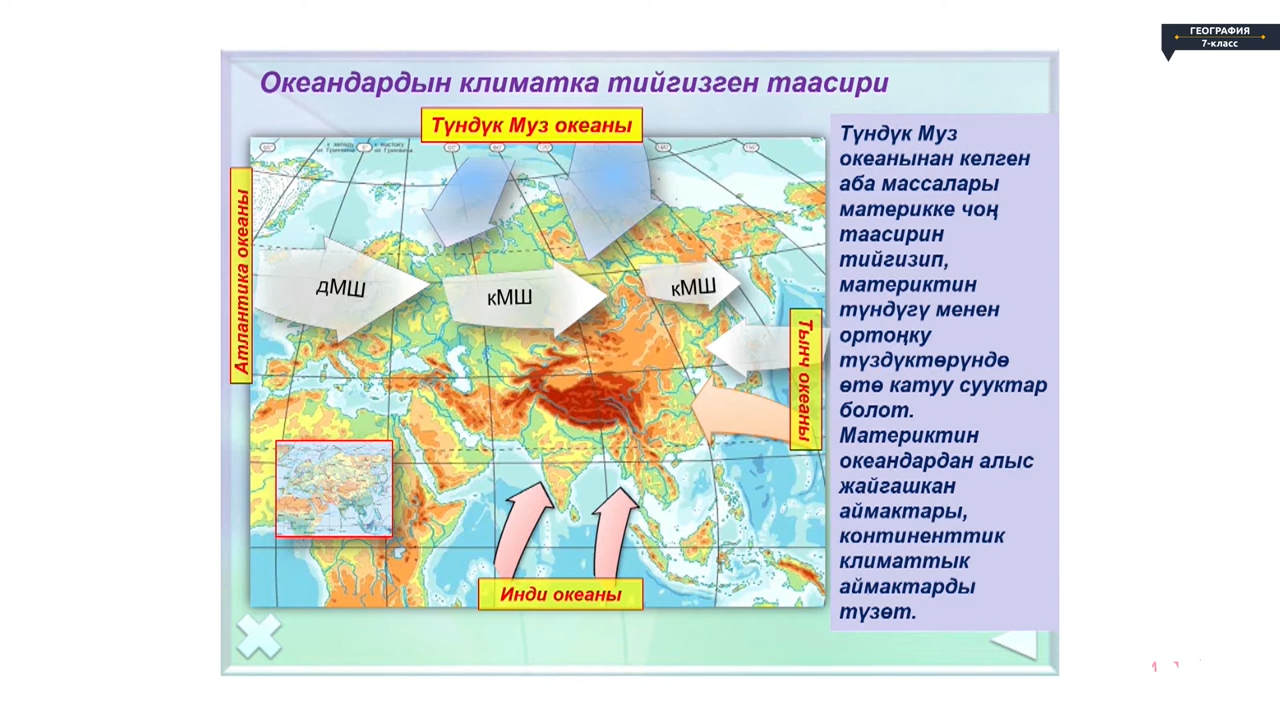 ГЕОГРАФИЯ
7-класс
Океандардын климатка тийгизген таасири
Түндүк Муз океаны
Атлантика океаны
дМШ
кМШ
кМШ
Тынч океаны
Инди океаны
Түндүк Муз
океанынан келген
аба массалары
материкке чоң
таасирин
тийгизип,
материктин
түндүгү менен
ортоңку
түздүктөрүндө
өтө катуу сууктар
болот.
Материктин
океандардан алыс
жайгашкан
аймактары,
континенттик
климаттык
аймактарды
түзөт.